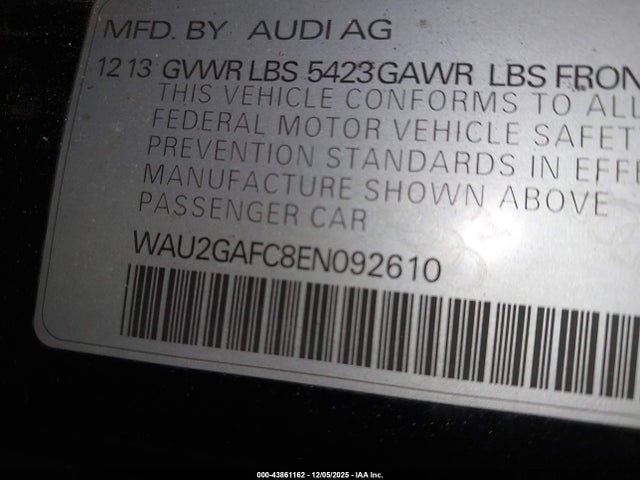 MFD. BY AUDI AG
12 13 GVWR LBS 5423 GAWR LBS FRON
THIS VEHICLE CONFORMS TO ALL
FEDERAL MOTOR VEHICLE SAFET
PREVENTION STANDARDS IN EFFE
MANUFACTURE SHOWN ABOVE
PASSENGER CAR
WAU2GAFC8EN092610
000-43861162 - 12/05/2025 - IAA Inc.